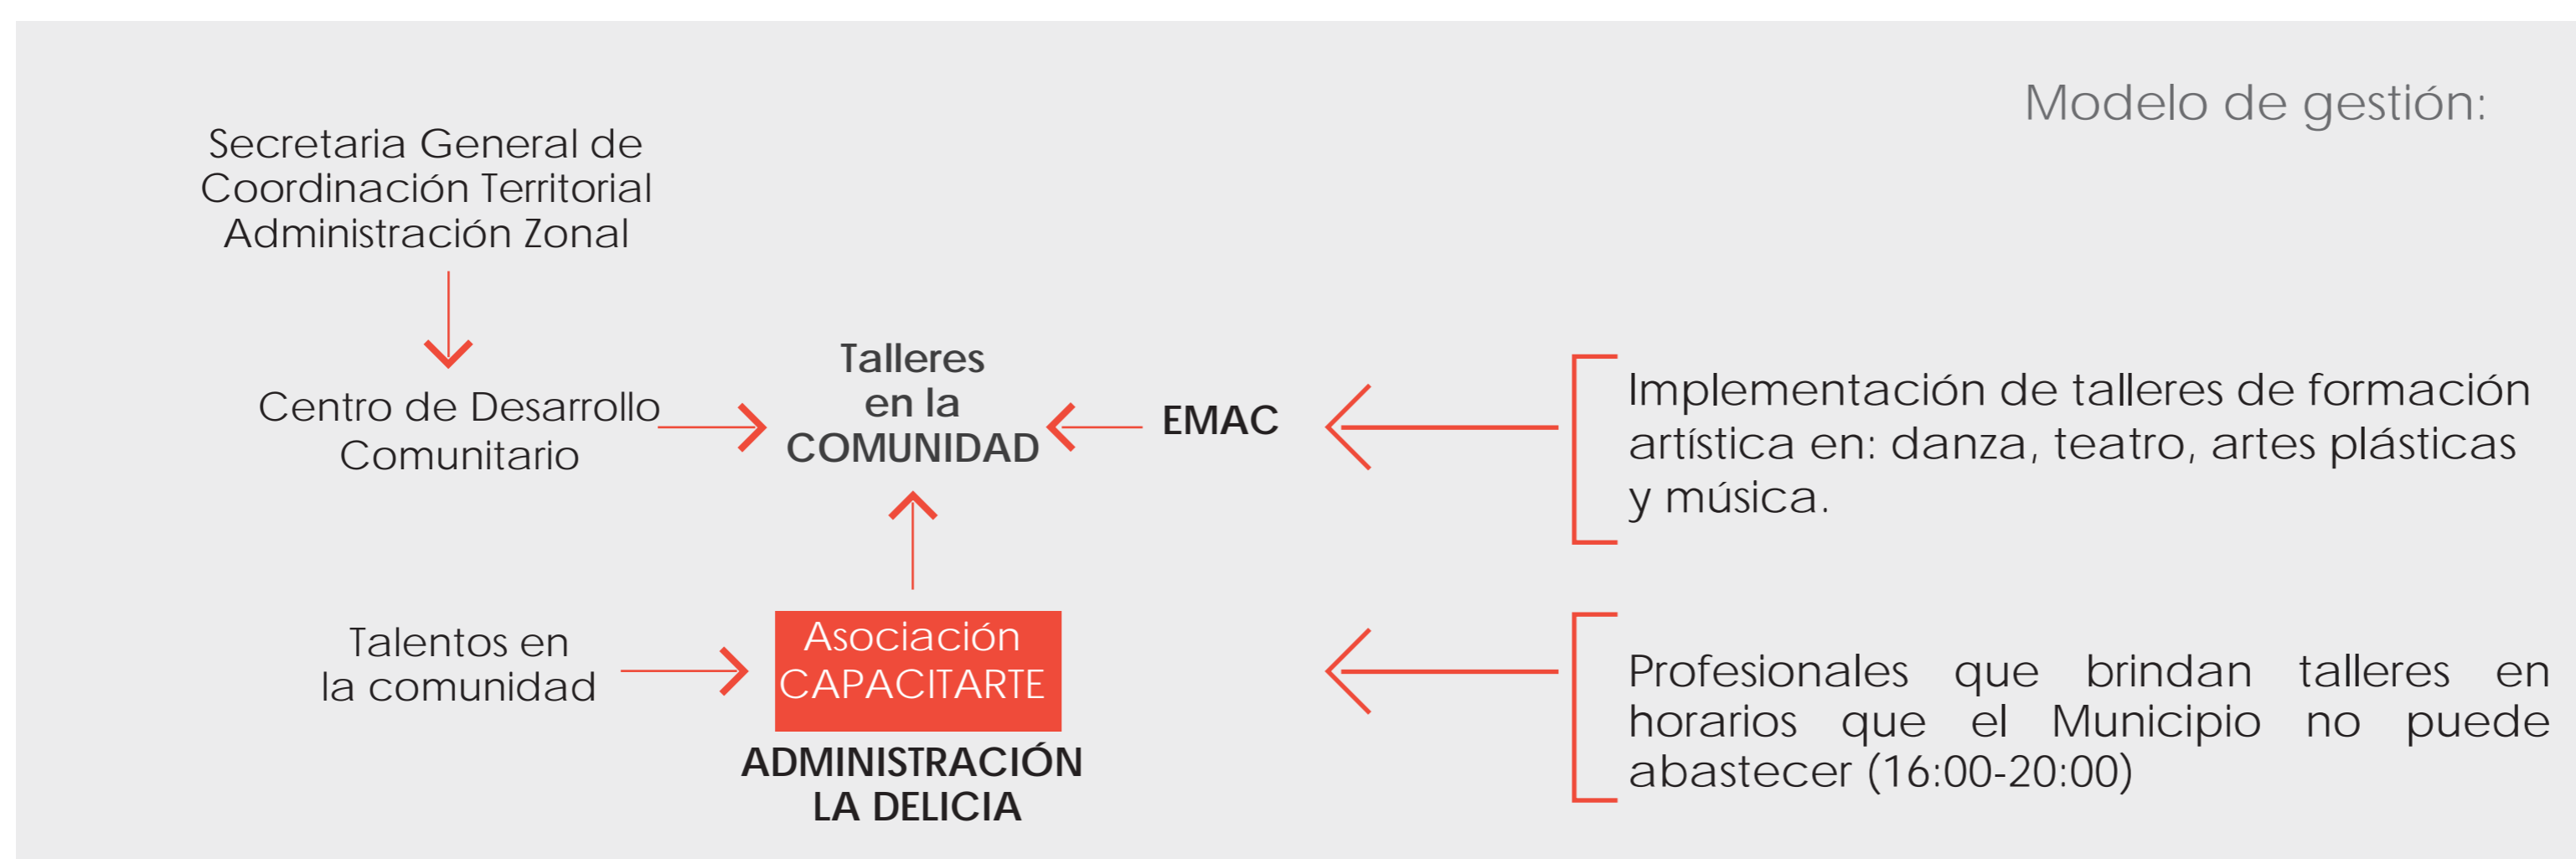 Modelo de gestión:
Secretaria General de
Coordinación Territorial
Administración Zonal
Centro de Desarrollo
Comunitario
Talleres
en la
COMUNIDAD
EMAC
Implementación de talleres de formación
artística en: danza, teatro, artes plásticas
y música.
Talentos en
la comunidad
Asociación
CAPACITARTE
ADMINISTRACIÓN
LA DELICIA
Profesionales que brindan talleres en
horarios que el Municipio no puede
abastecer (16:00-20:00)